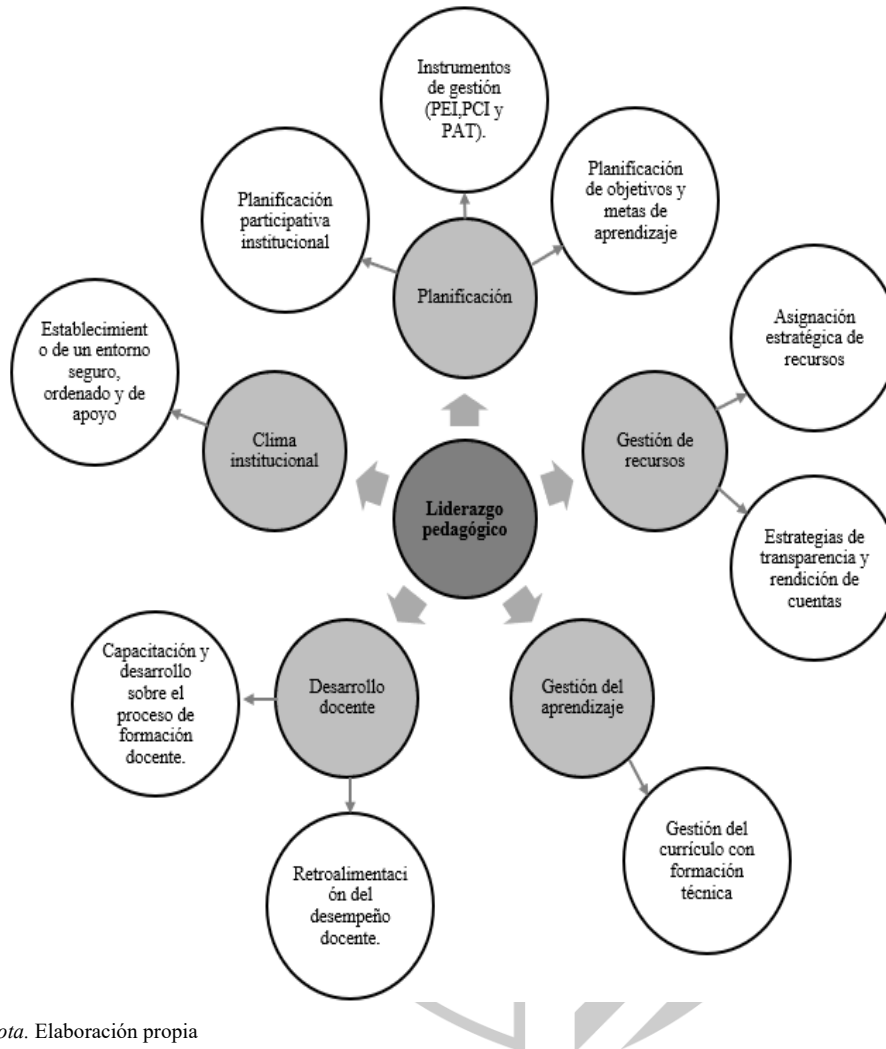 Instrumentos
de gestión
(PEI,PCI y
PAT).
Planificación
participativa
institucional
Planificación
de objetivos y
metas de
aprendizaje
Planificación
Establecimient
o de un entorno
seguro,
ordenado y de
apoyo
Asignación
estratégica de
recursos
Clima
institucional
Gestión de
recursos
Liderazgo
pedagógico
Estrategias de
transparencia y
rendición de
cuentas
Capacitación y
desarrollo
sobre el
proceso de
formación
docente.
Desarrollo
docente
Gestión del
aprendizaje
Gestión del
currículo con
formación
técnica
Retroalimentaci
ón del
desempeño
docente.
ota. Elaboración propia